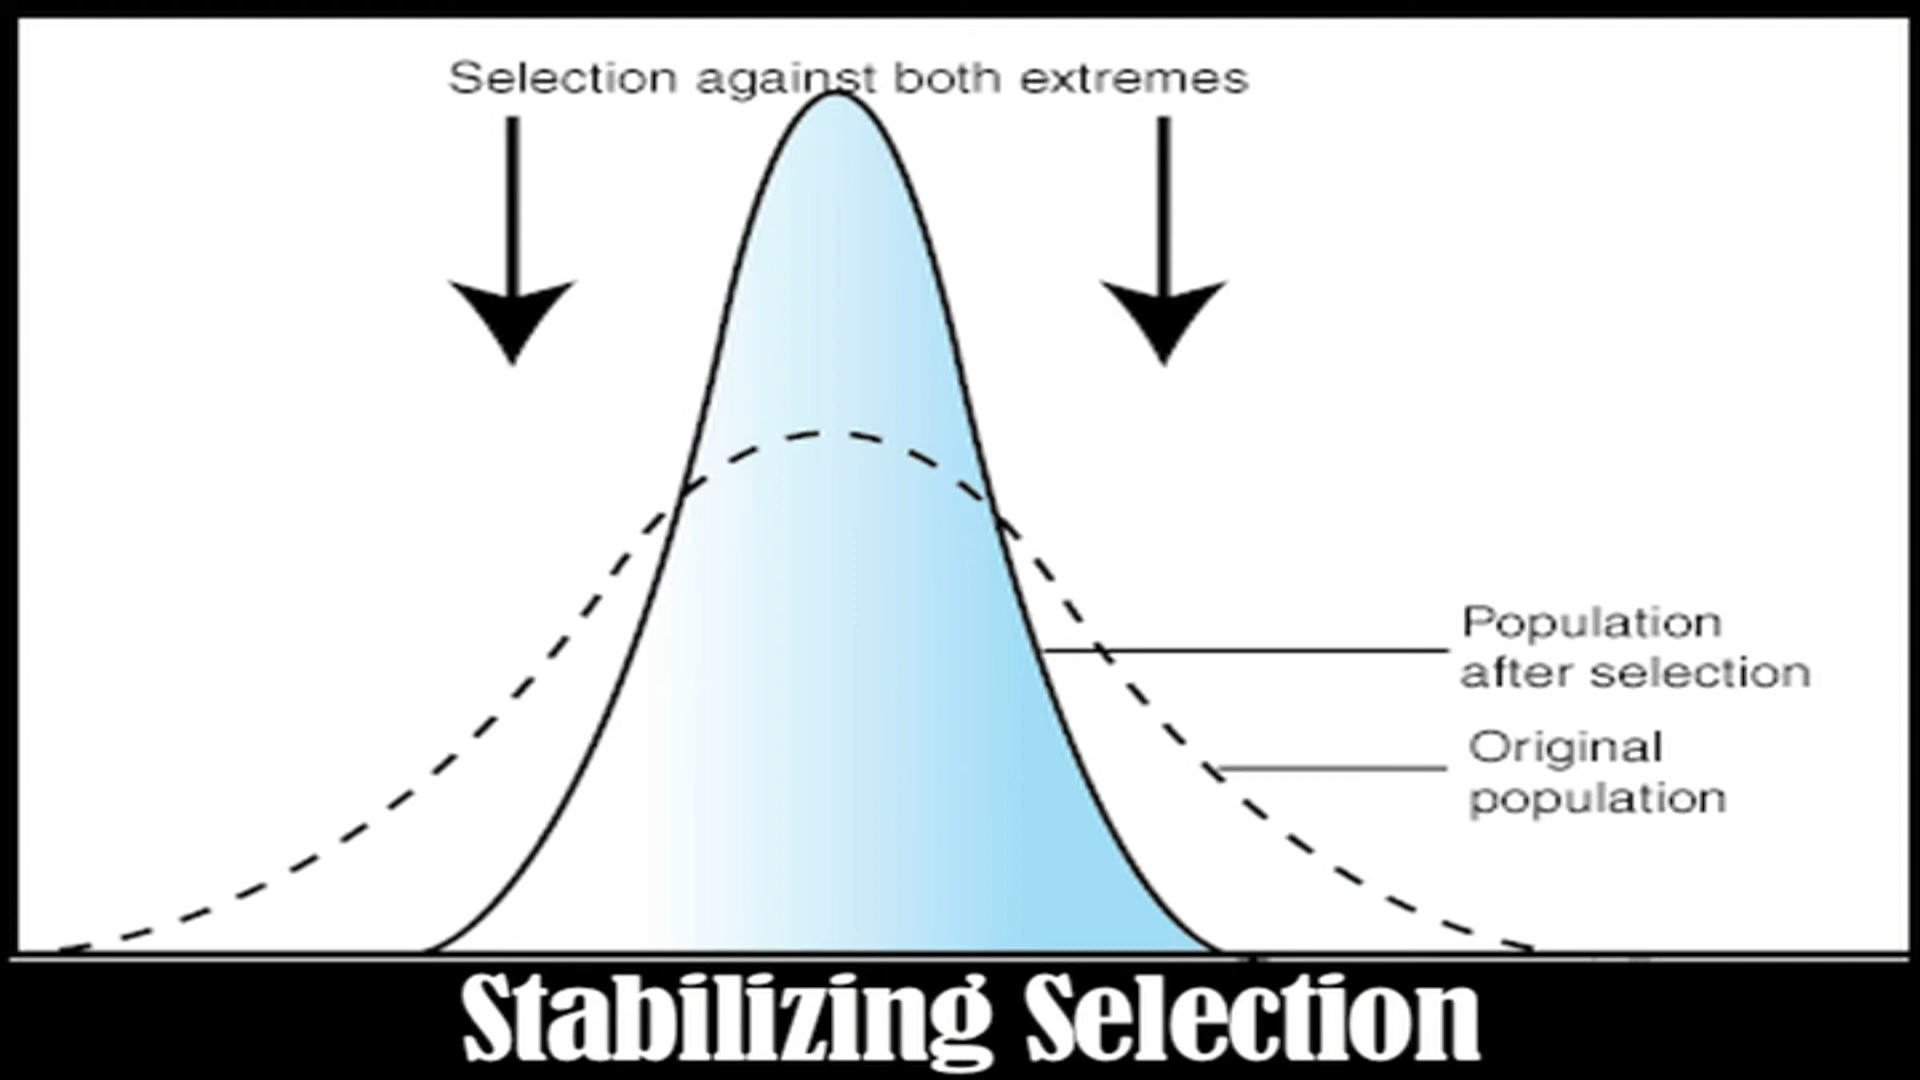 Selection against both extremes
Population
after selection
Original
population
Stabilizing Selection